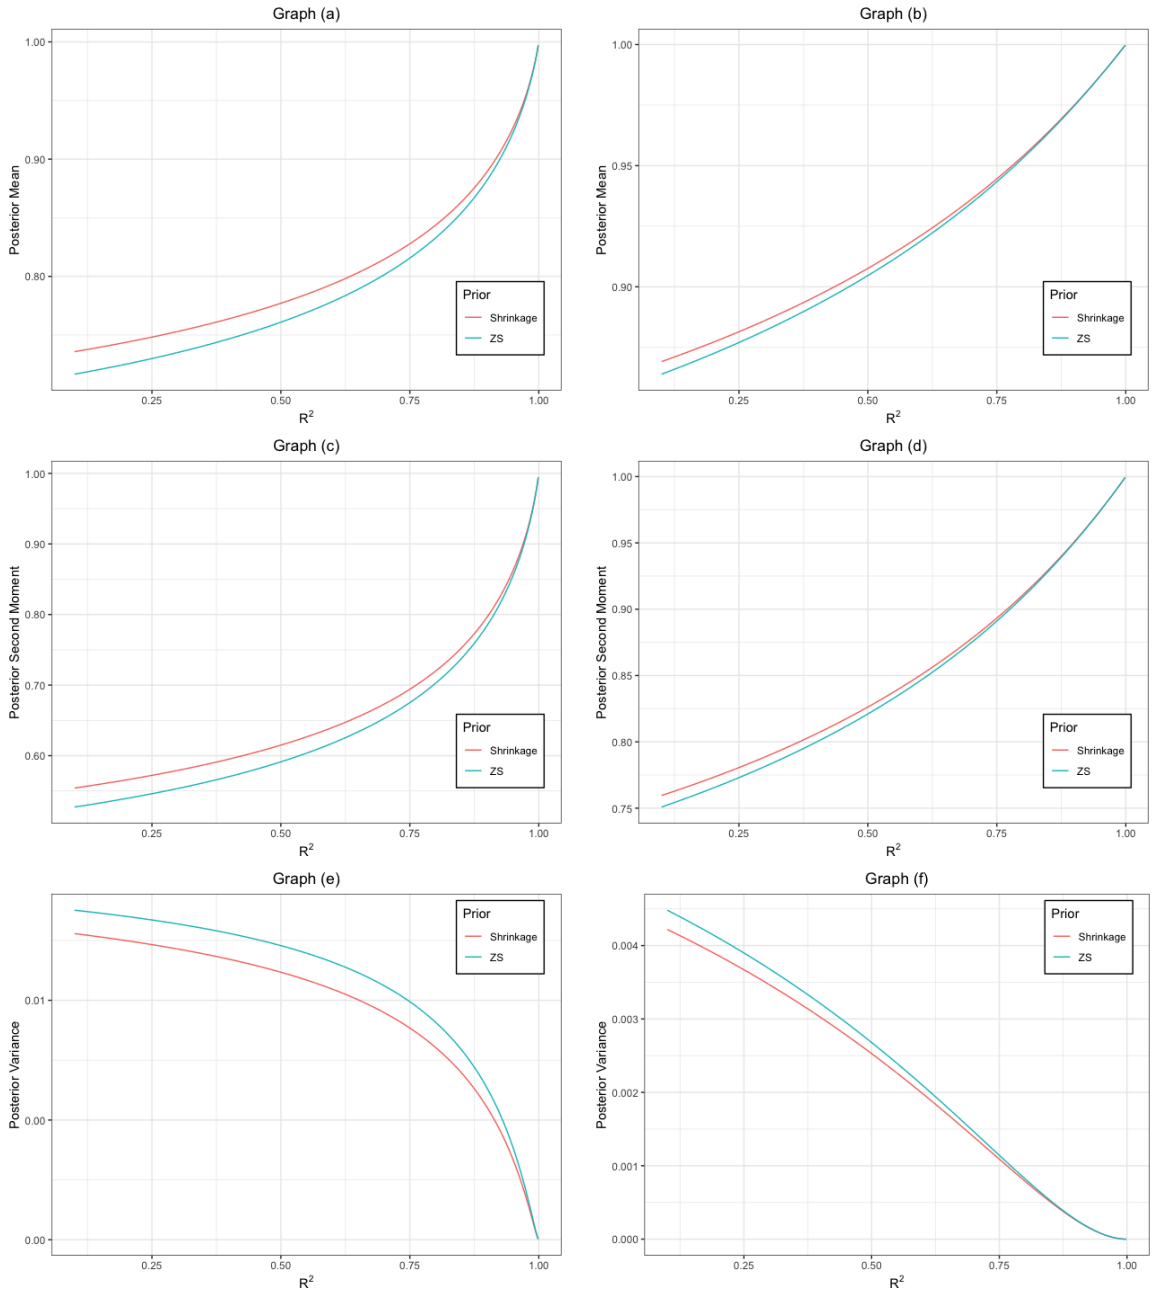 Graph (a)
Posterior Mean
1.00
0.90
0.80
Prior
Shrinkage
ZS
0.25 0.50 0.75 1.00
R²
Graph (b)
Posterior Mean
1.00
0.95
0.90
Prior
Shrinkage
ZS
0.25 0.50 0.75 1.00
R²
Graph (c)
Posterior Second Moment
1.00
0.90
0.80
0.70
0.60
Prior
Shrinkage
ZS
0.25 0.50 0.75 1.00
R²
Graph (d)
Posterior Second Moment
1.00
0.95
0.90
0.85
0.80
0.75
Prior
Shrinkage
ZS
0.25 0.50 0.75 1.00
R²
Graph (e)
Posterior Variance
0.01
0.00
0.00
Prior
Shrinkage
ZS
0.25 0.50 0.75 1.00
R²
Graph (f)
Posterior Variance
0.004
0.003
0.002
0.001
0.000
Prior
Shrinkage
ZS
0.25 0.50 0.75 1.00
R²